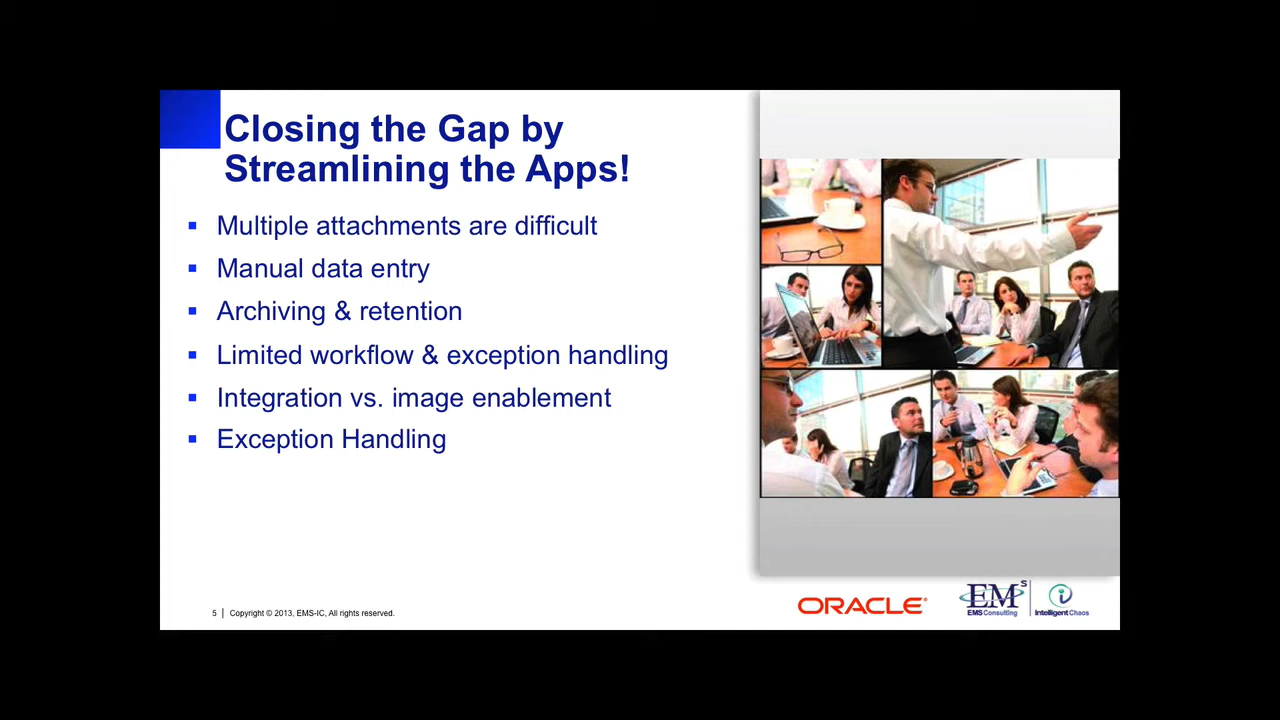 Closing the Gap by
Streamlining the Apps!
▪ Multiple attachments are difficult
▪ Manual data entry
▪ Archiving & retention
▪ Limited workflow & exception handling
▪ Integration vs. image enablement
▪ Exception Handling
5 | Copyright © 2013, EMS-IC, All rights reserved.
ORACLE®
EMS
EMS Consulting
i
Intelligent Chaos